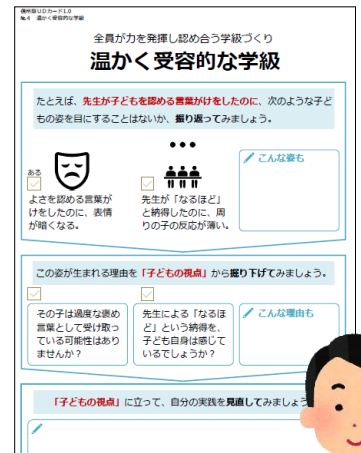 信州型UDカード1.0
№4 温かく受容的な学級
全員が力を発揮し認め合う学級づくり
温かく受容的な学級
たとえば、先生が子どもを認める言葉がけをしたのに、次のような子ど
もの姿を目にすることはないか、振り返ってみましょう。
ある
よさを認める言葉が
けをしたのに、表情
が暗くなる。
先生が「なるほど」
と納得したのに、周
りの子の反応が薄い。
こんな姿も
この姿が生まれる理由を「子どもの視点」から掘り下げてみましょう。
その子は過度な褒め
言葉として受け取っ
ている可能性はあり
ませんか？
先生による「なるほ
ど」という納得を、
子ども自身は感じて
いるでしょうか？
こんな理由も
「子どもの視点」に立って、自分の実践を見直してみましょう